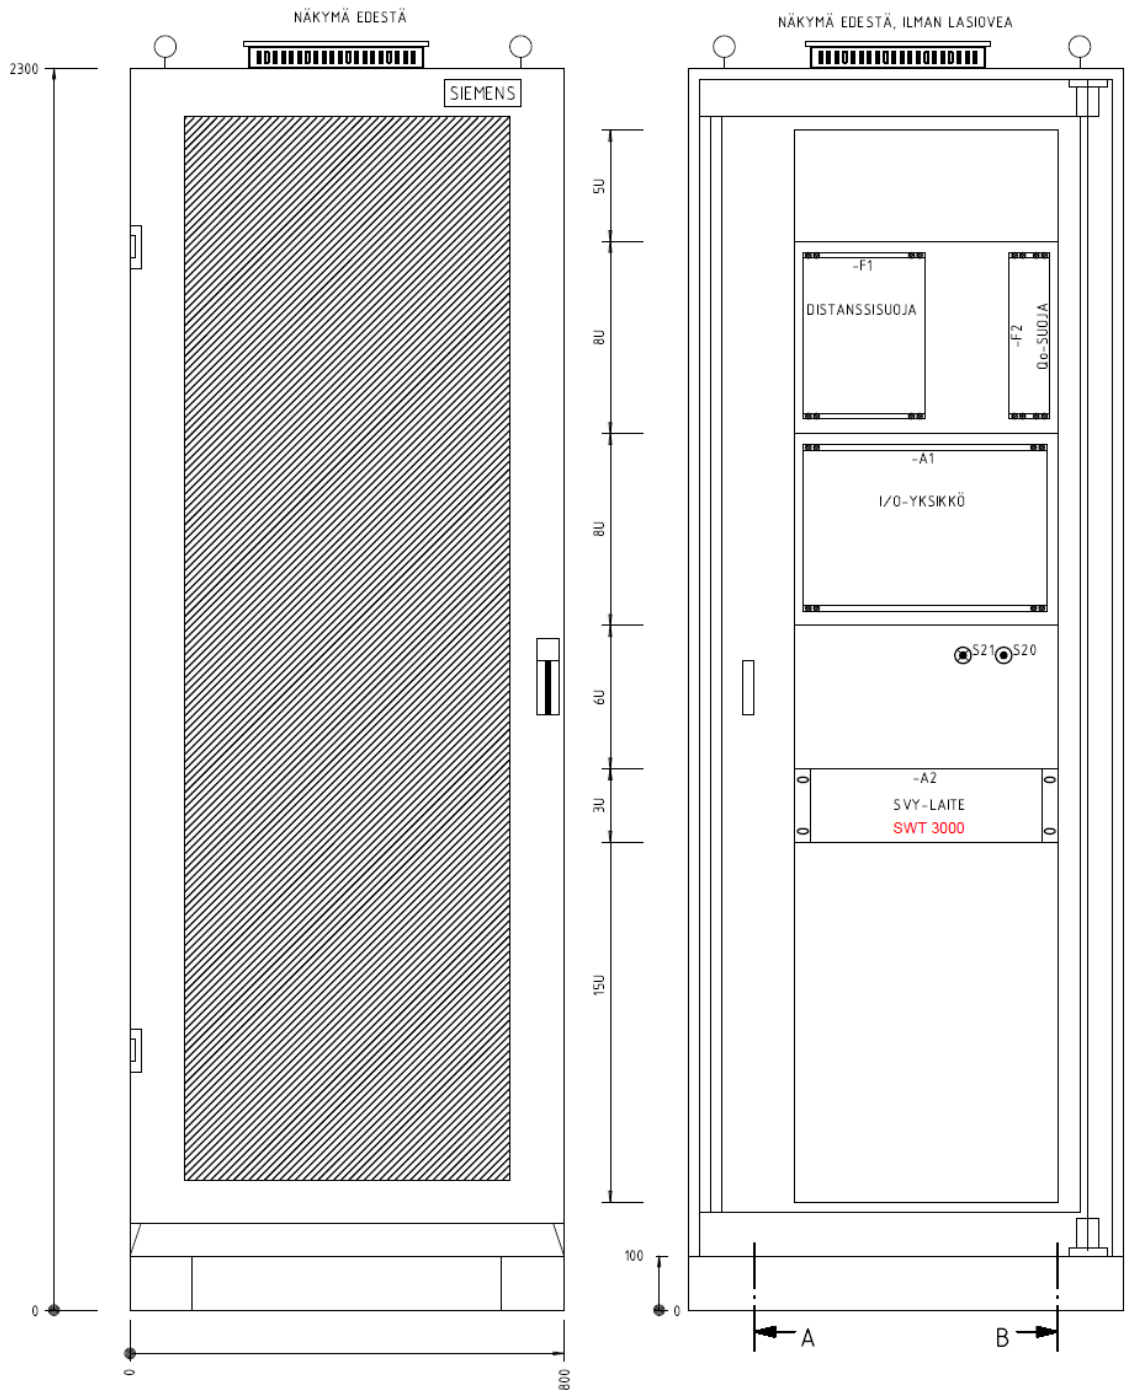 NÄKYMÄ EDESTÄ
2300
SIEMENS
0
0
800
NÄKYMÄ EDESTÄ, ILMAN LASIOVEA
5U
8U
8U
6U
3U
15U
-F1
DISTANSSISUOJA
-F2
Qo-SUOJA
-A1
I/O-YKSIKKÖ
S21
S20
-A2
SVY-LAITE
SWT 3000
100
0
A
B